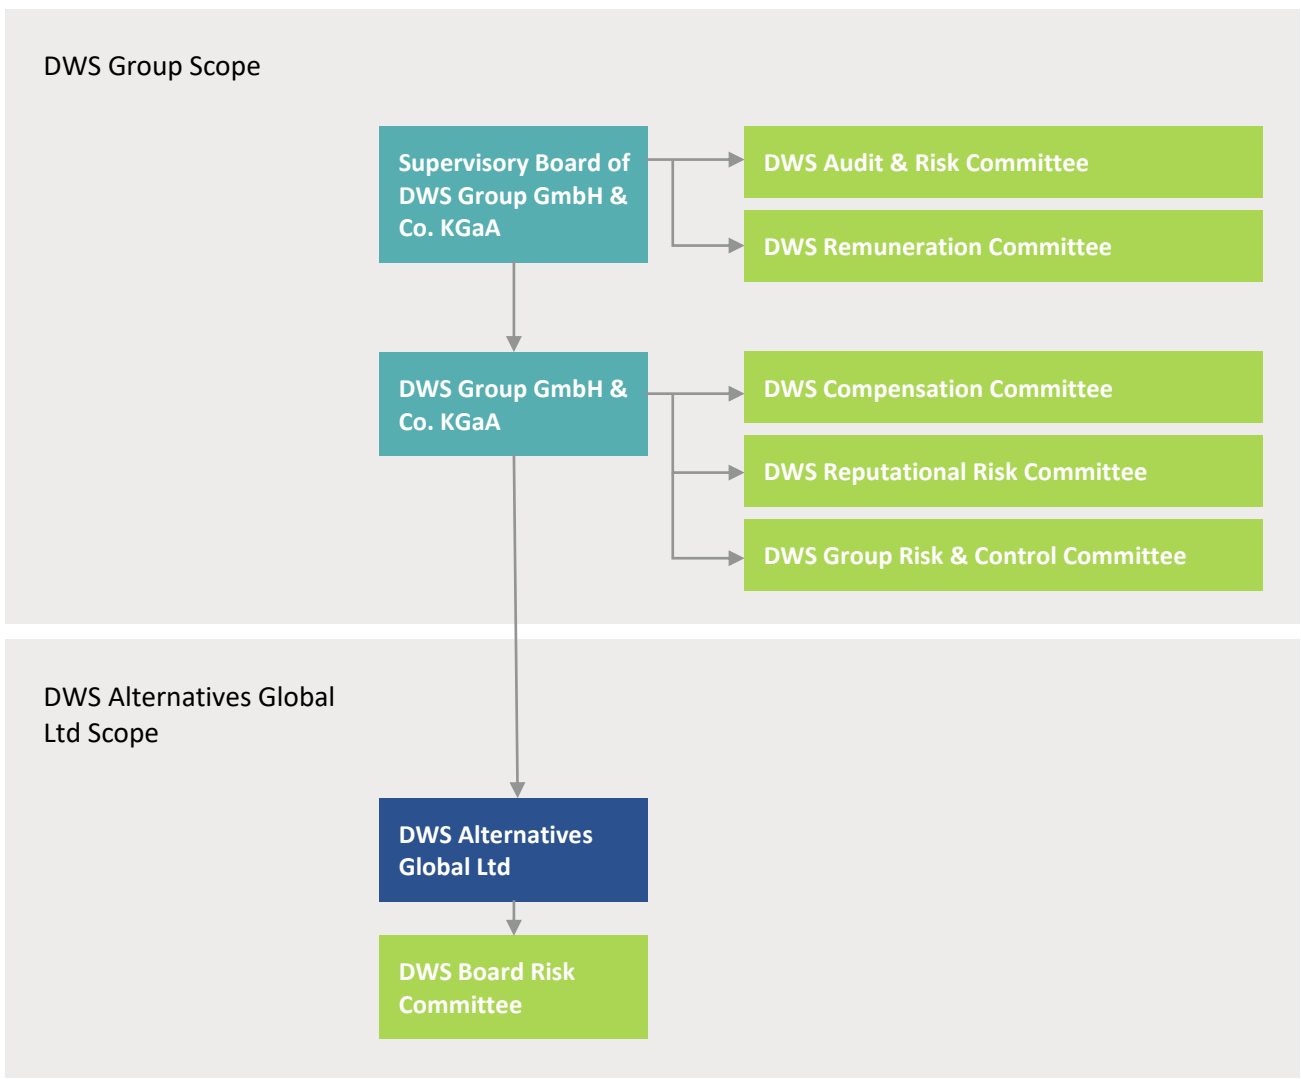 DWS Group Scope
Supervisory Board of
DWS Group GmbH &
Co. KGaA
DWS Audit & Risk Committee
DWS Remuneration Committee
DWS Group GmbH &
Co. KGaA
DWS Compensation Committee
DWS Reputational Risk Committee
DWS Group Risk & Control Committee
DWS Alternatives Global
Ltd Scope
DWS Alternatives
Global Ltd
DWS Board Risk
Committee